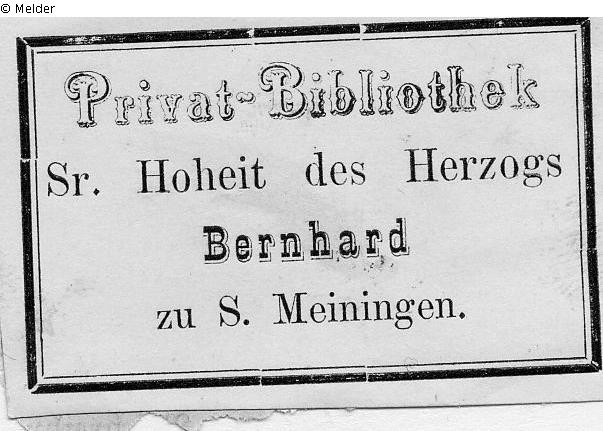 © Melder
Privat-Bibliothek
Sr. Hoheit des Herzogs
Bernhard
zu S. Meiningen.